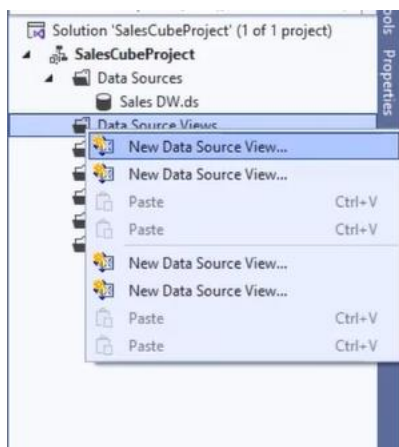 Solution 'SalesCubeProject' (1 of 1 project)
SalesCubeProject
Data Sources
Sales DW.ds
Data Source Views
New Data Source View...
New Data Source View...
Paste Ctrl+V
Paste Ctrl+V
New Data Source View...
New Data Source View...
Paste Ctrl+V
Paste Ctrl+V
Properties